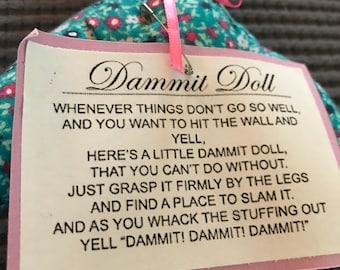 Dammit Doll
WHENEVER THINGS DON'T GO SO WELL,
AND YOU WANT TO HIT THE WALL AND
YELL,
HERE'S A LITTLE DAMMIT DOLL,
THAT YOU CAN'T DO WITHOUT.
JUST GRASP IT FIRMLY BY THE LEGS
AND FIND A PLACE TO SLAM IT.
AND AS YOU WHACK THE STUFFING OUT
YELL "DAMMIT! DAMMIT! DAMMIT!"